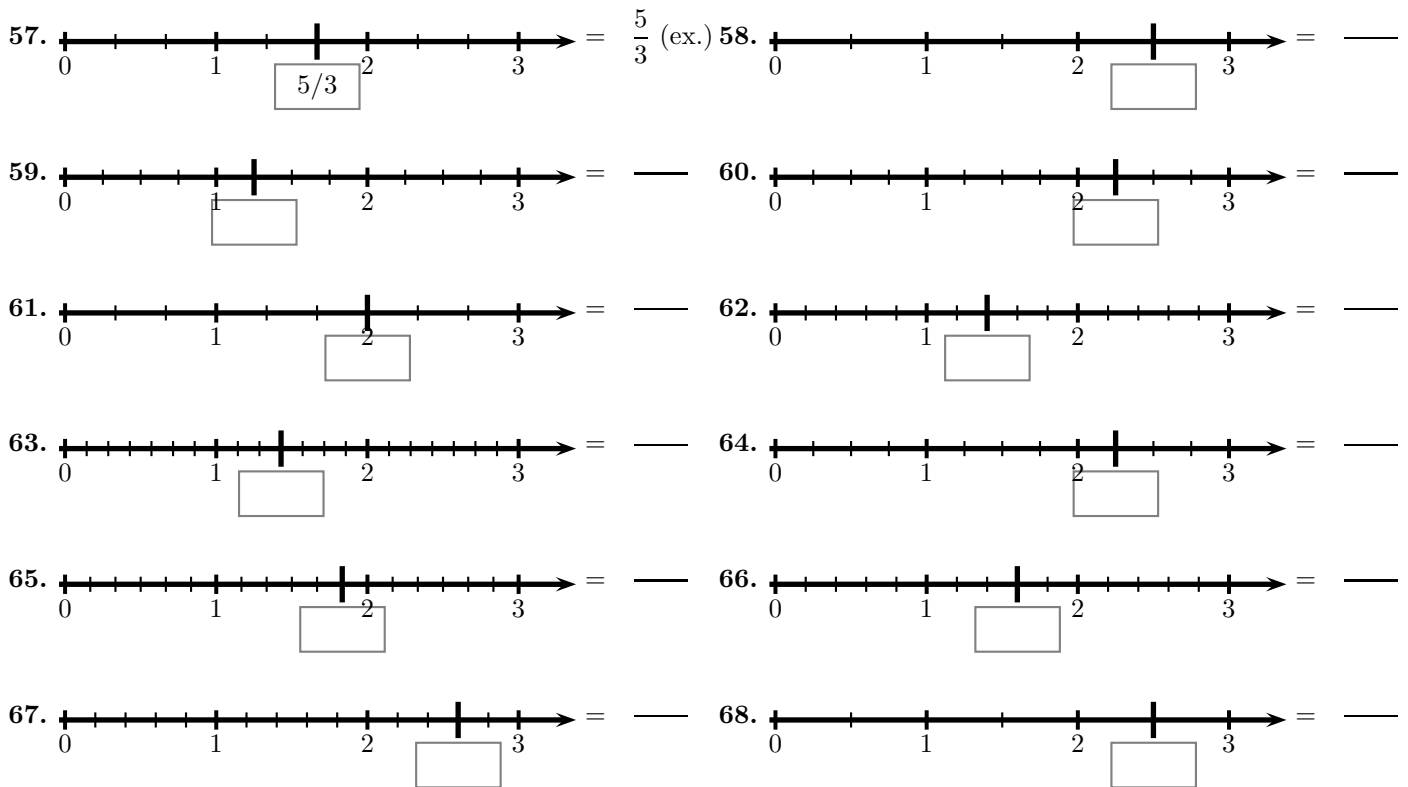 57. 0 1 2 3 5/3 = 5/3 (ex.)
58. 0 1 2 3 =
59. 0 1 2 3 =
60. 0 1 2 3 =
61. 0 1 2 3 =
62. 0 1 2 3 =
63. 0 1 2 3 =
64. 0 1 2 3 =
65. 0 1 2 3 =
66. 0 1 2 3 =
67. 0 1 2 3 =
68. 0 1 2 3 =